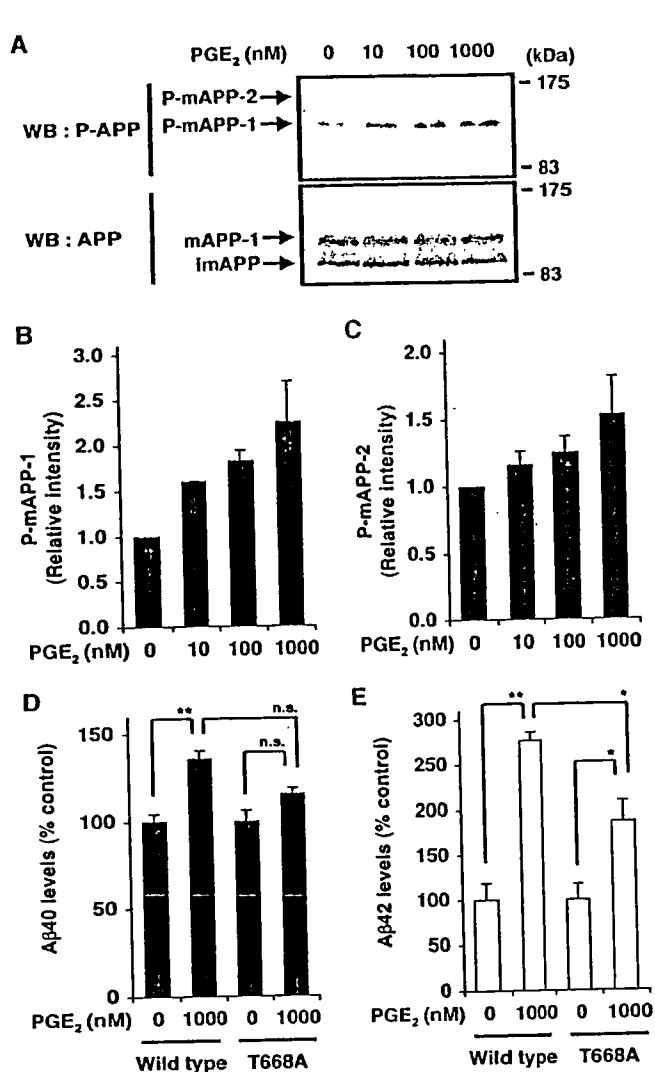 A
PGE₂ (nM) 0 10 100 1000 (kDa)
WB : P-APP
P-mAPP-2
P-mAPP-1
175
83
WB : APP
mAPP-1
imAPP
175
83
B
P-mAPP-1
(Relative intensity)
3.0
2.5
2.0
1.5
1.0
0.5
0.0
PGE₂ (nM) 0 10 100 1000
C
P-mAPP-2
(Relative intensity)
2.0
1.5
1.0
0.5
0.0
PGE₂ (nM) 0 10 100 1000
D
Aβ40 levels (% control)
150
100
50
0
** n.s.
n.s.
PGE₂ (nM) 0 1000 0 1000
Wild type T668A
E
Aβ42 levels (% control)
300
250
200
150
100
50
0
** *
*
PGE₂ (nM) 0 1000 0 1000
Wild type T668A